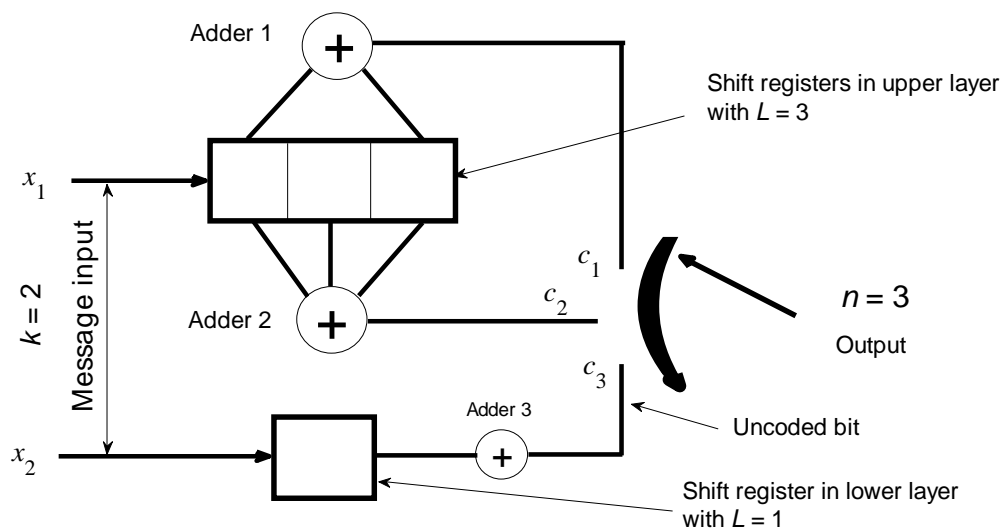 Adder 1
+
Shift registers in upper layer
with L = 3
x₁
k = 2
Message input
c₁
c₂
n = 3
Adder 2
+
Output
c₃
Adder 3
Uncoded bit
x₂
+
Shift register in lower layer
with L = 1